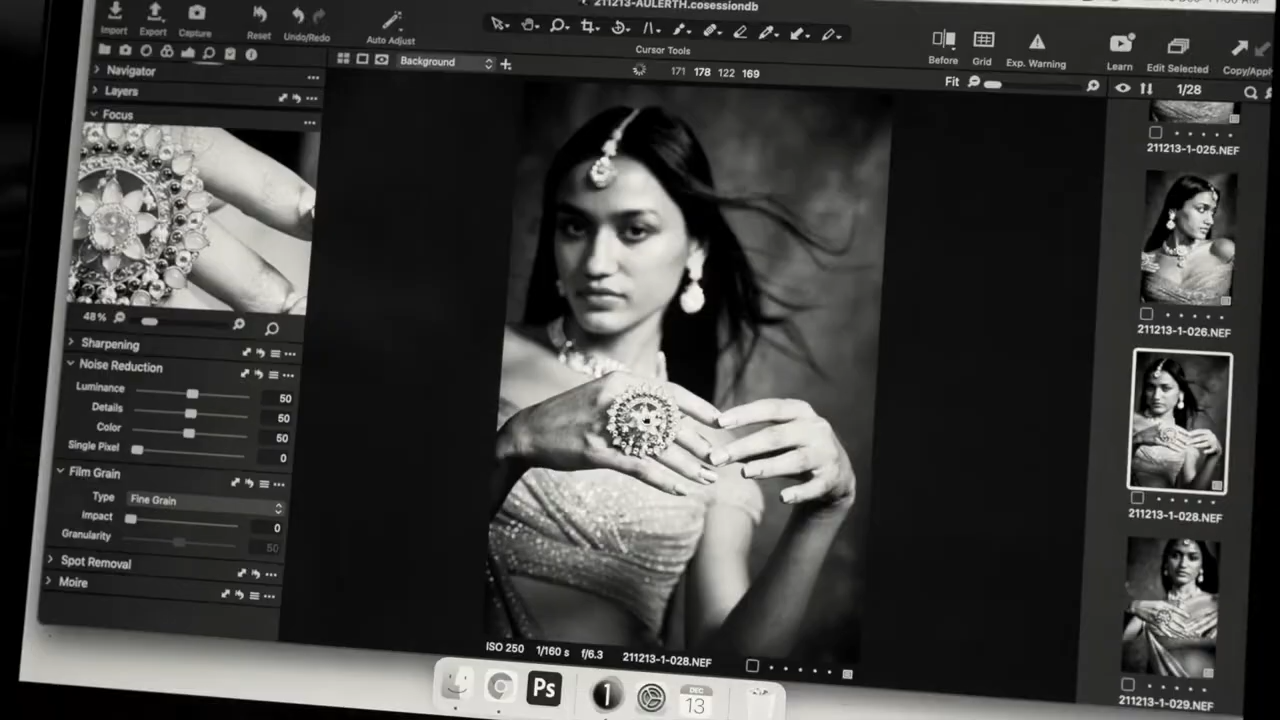 211213-AULERTH.cosessiondb
Import Export Capture Reset Undo/Redo Auto Adjust Cursor Tools Before Grid Exp. Warning Learn Edit Selected Copy/Apply
Background
171 178 122 169
Fit
1/28
Navigator
Layers
Focus
48%
Sharpening
Noise Reduction
Luminance 50
Details 50
Color 50
Single Pixel 0
Film Grain
Type Fine Grain
Impact 0
Granularity 50
Spot Removal
Moire
211213-1-025.NEF
211213-1-026.NEF
211213-1-028.NEF
211213-1-029.NEF
ISO 250 1/160 s f/6.3 211213-1-028.NEF
Ps
1
DEC
13